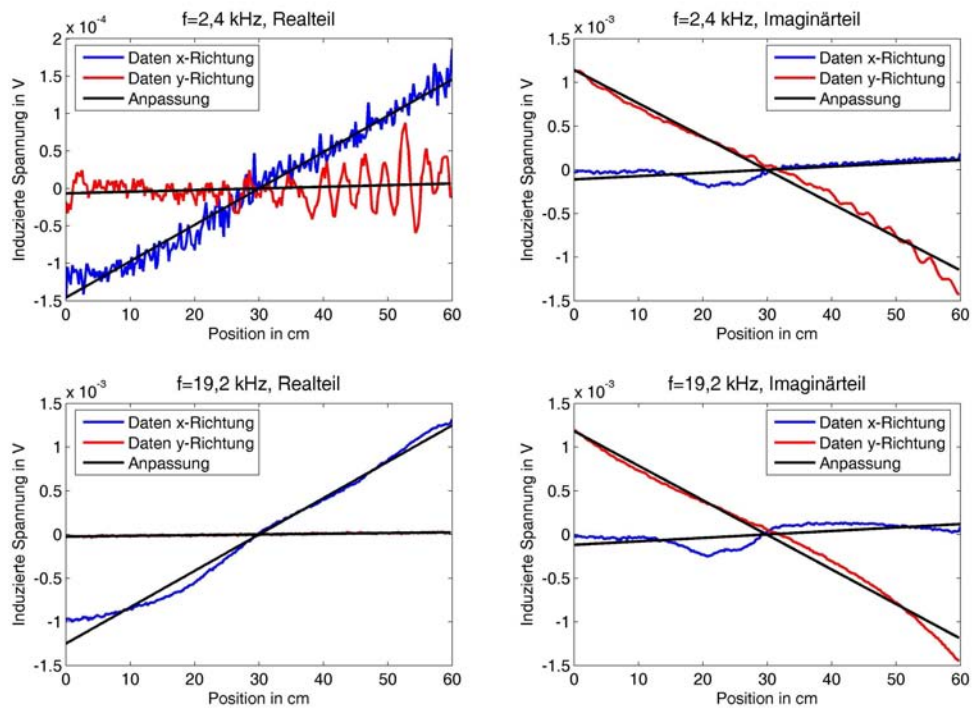 f=2,4 kHz, Realteil
x 10-4
Induzierte Spannung in V
2
1.5
1
0.5
0
-0.5
-1
-1.5
Daten x-Richtung
Daten y-Richtung
Anpassung
0 10 20 30 40 50 60
Position in cm
f=2,4 kHz, Imaginärteil
x 10-3
Induzierte Spannung in V
1.5
1
0.5
0
-0.5
-1
-1.5
Daten x-Richtung
Daten y-Richtung
Anpassung
0 10 20 30 40 50 60
Position in cm
f=19,2 kHz, Realteil
x 10-3
Induzierte Spannung in V
1.5
1
0.5
0
-0.5
-1
-1.5
Daten x-Richtung
Daten y-Richtung
Anpassung
0 10 20 30 40 50 60
Position in cm
f=19,2 kHz, Imaginärteil
x 10-3
Induzierte Spannung in V
1.5
1
0.5
0
-0.5
-1
-1.5
Daten x-Richtung
Daten y-Richtung
Anpassung
0 10 20 30 40 50 60
Position in cm